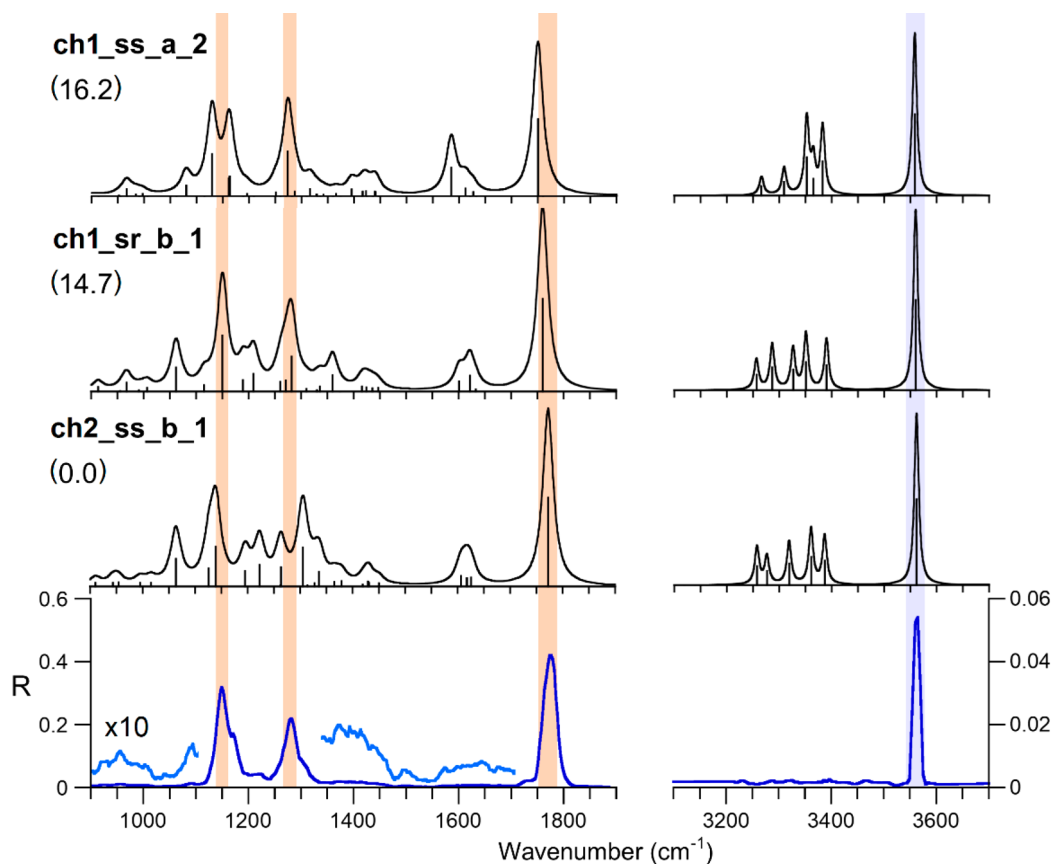 ch1_ss_a_2
(16.2)
ch1_sr_b_1
(14.7)
ch2_ss_b_1
(0.0)
0.6
0.06
0.4
0.04
R
x10
0.2
0.02
0
0
1000 1200 1400 1600 1800 3200 3400 3600
Wavenumber (cm⁻¹)